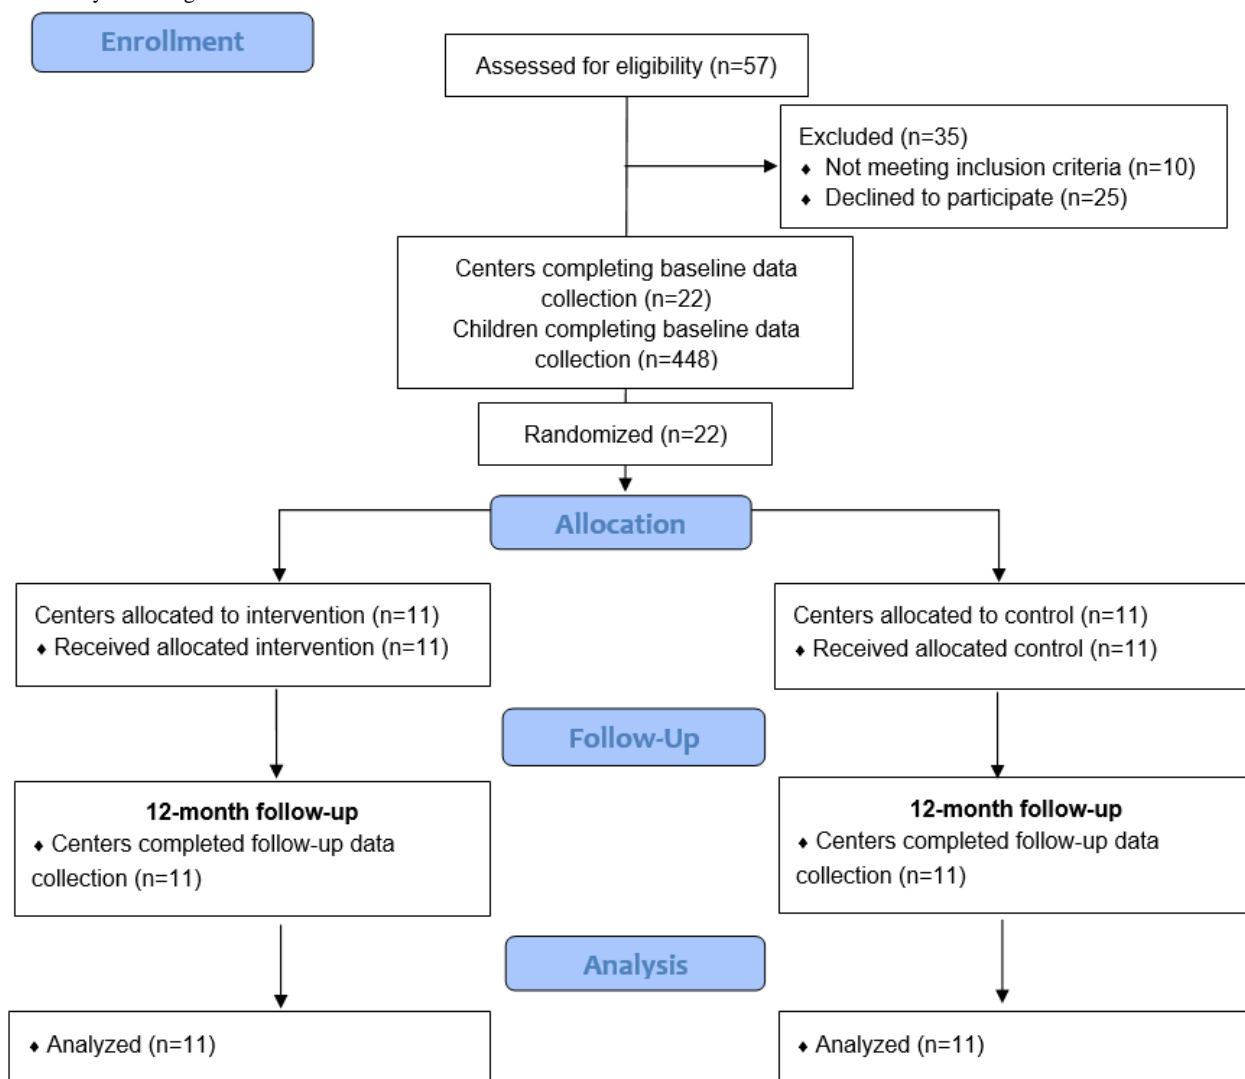 Enrollment
Assessed for eligibility (n=57)
Excluded (n=35)
♦ Not meeting inclusion criteria (n=10)
♦ Declined to participate (n=25)
Centers completing baseline data
collection (n=22)
Children completing baseline data
collection (n=448)
Randomized (n=22)
Allocation
Centers allocated to intervention (n=11)
♦ Received allocated intervention (n=11)
Centers allocated to control (n=11)
♦ Received allocated control (n=11)
Follow-Up
12-month follow-up
♦ Centers completed follow-up data
collection (n=11)
12-month follow-up
♦ Centers completed follow-up data
collection (n=11)
Analysis
♦ Analyzed (n=11)
♦ Analyzed (n=11)